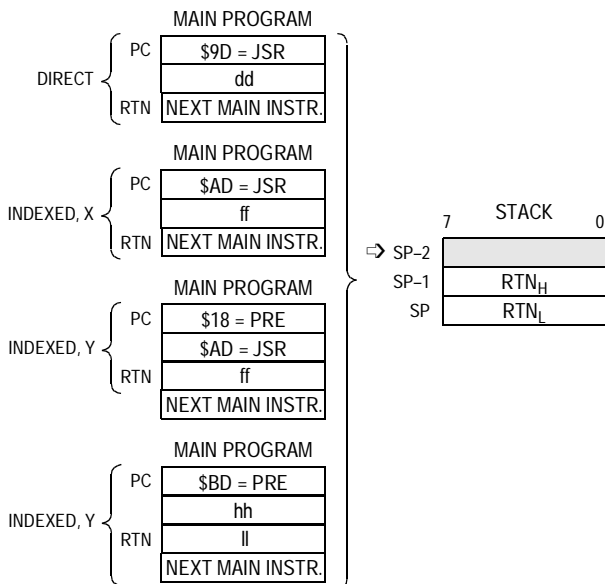 MAIN PROGRAM
PC $9D = JSR
DIRECT dd
RTN NEXT MAIN INSTR.
MAIN PROGRAM
PC $AD = JSR
INDEXED, X ff
RTN NEXT MAIN INSTR.
MAIN PROGRAM
PC $18 = PRE
INDEXED, Y $AD = JSR
RTN ff
NEXT MAIN INSTR.
MAIN PROGRAM
PC $BD = PRE
INDEXED, Y hh
RTN ll
NEXT MAIN INSTR.
7 STACK 0
➩ SP–2
SP–1 RTNH
SP RTNL